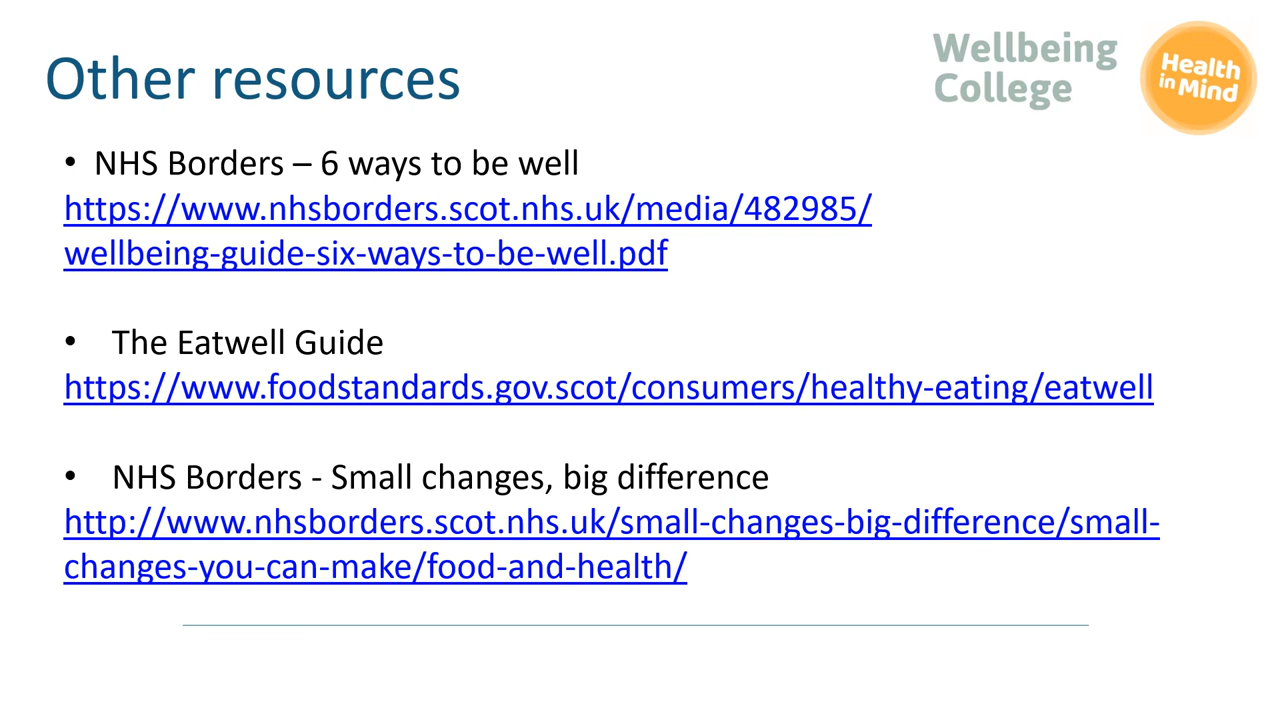 Other resources
Wellbeing
College
Health
in Mind
• NHS Borders – 6 ways to be well
https://www.nhsborders.scot.nhs.uk/media/482985/
wellbeing-guide-six-ways-to-be-well.pdf
• The Eatwell Guide
https://www.foodstandards.gov.scot/consumers/healthy-eating/eatwell
• NHS Borders - Small changes, big difference
http://www.nhsborders.scot.nhs.uk/small-changes-big-difference/small-
changes-you-can-make/food-and-health/